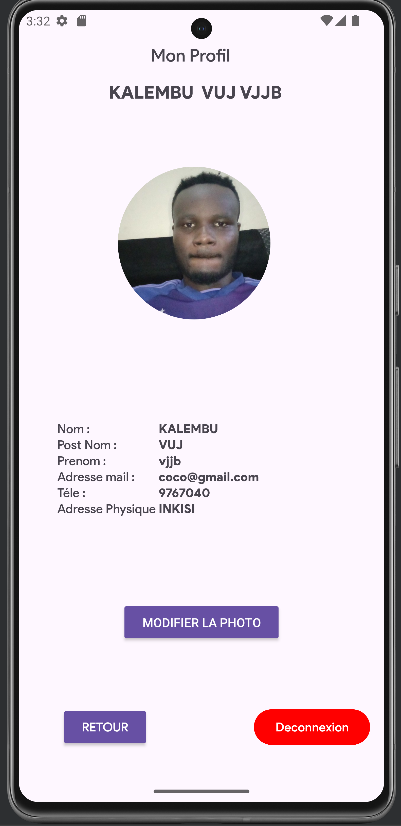 3:32
Mon Profil
KALEMBU VUJ VJJB
Nom : KALEMBU
Post Nom : VUJ
Prenom : vjjb
Adresse mail : coco@gmail.com
Téle : 9767040
Adresse Physique INKISI
MODIFIER LA PHOTO
RETOUR Deconnexion